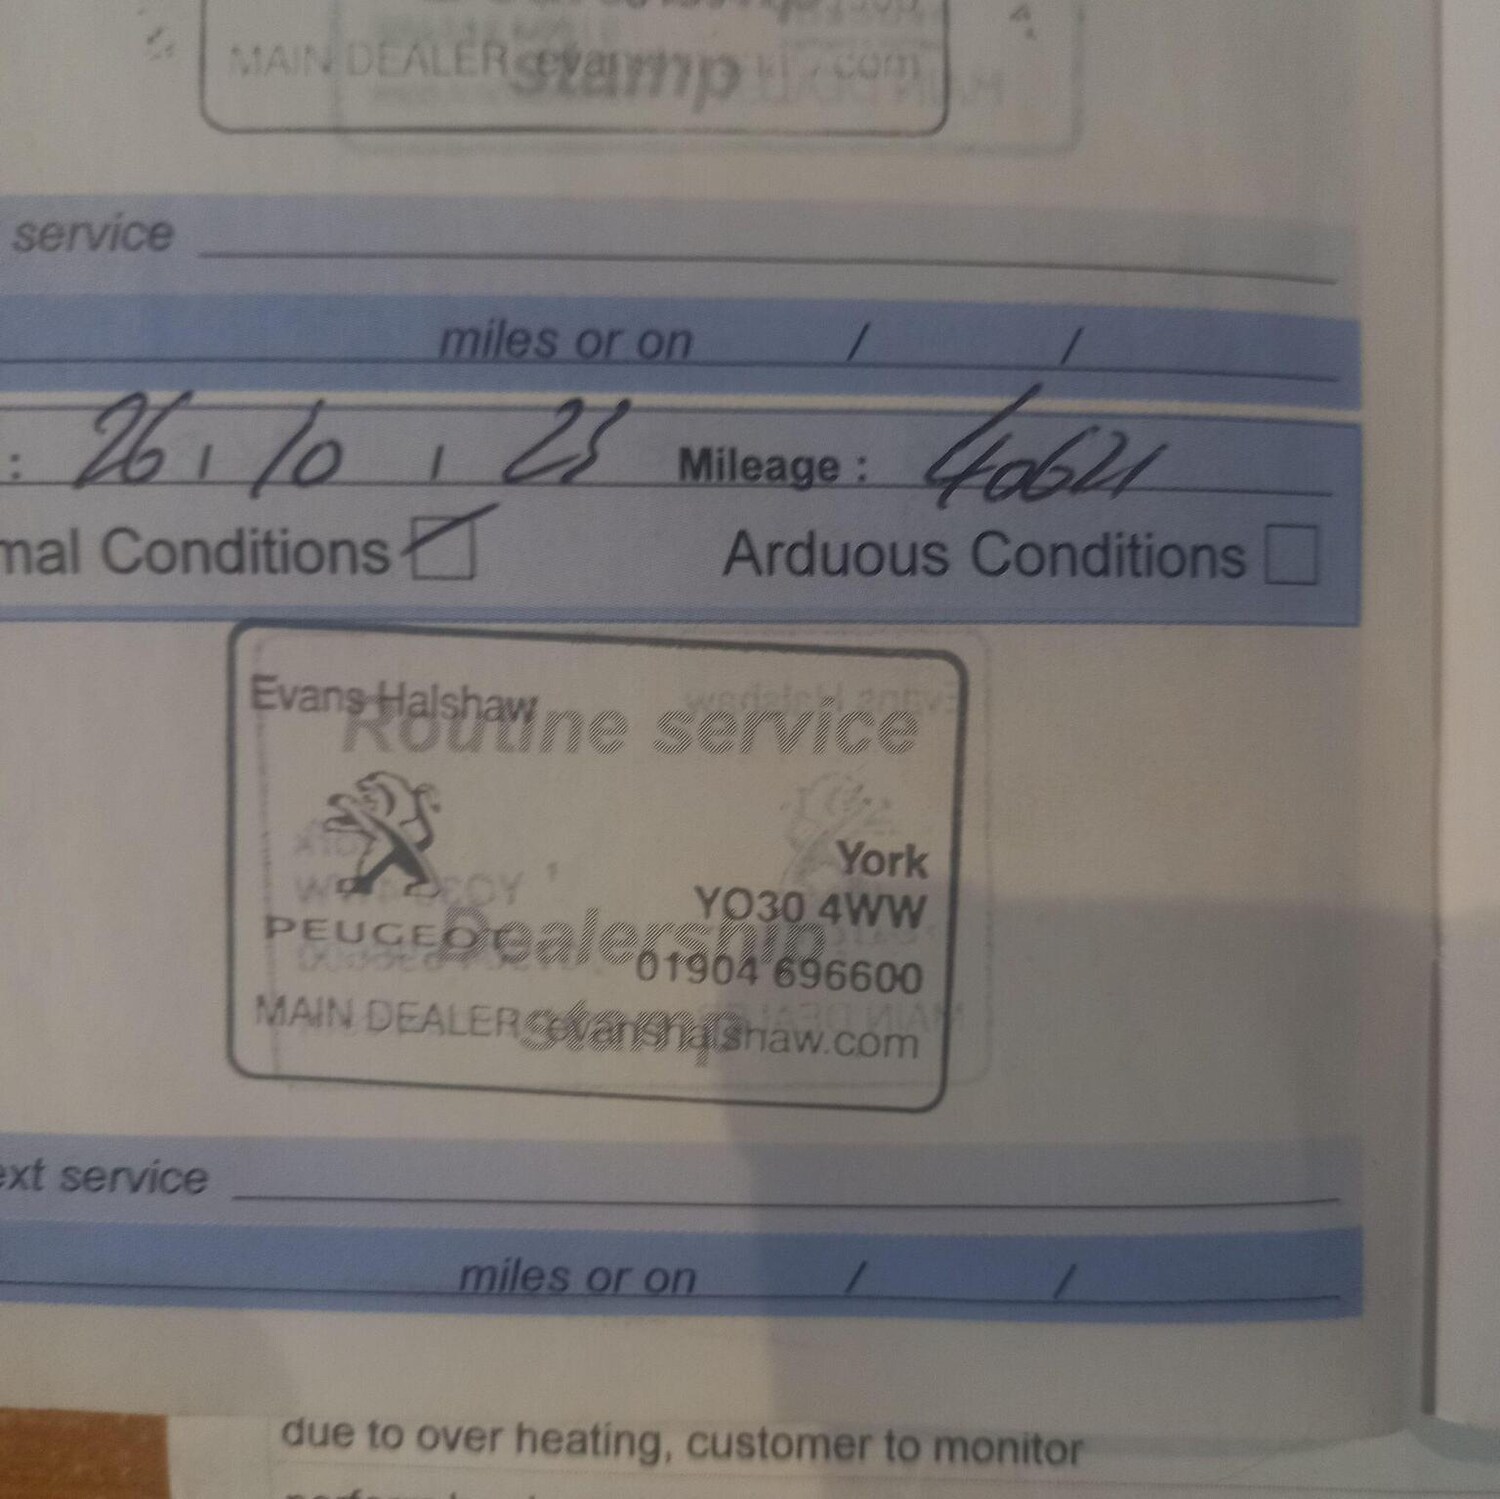 MAIN DEALER stamp .com
service
miles or on / /
: 26 / 10 / 23 Mileage : 40621
mal Conditions Arduous Conditions
Evans Halshaw
Routine service
York
YO30 4WW
PEUGEOT Dealership
01904 696600
MAIN DEALER stamp evanshalshaw.com
ext service
miles or on / /
due to over heating, customer to monitor